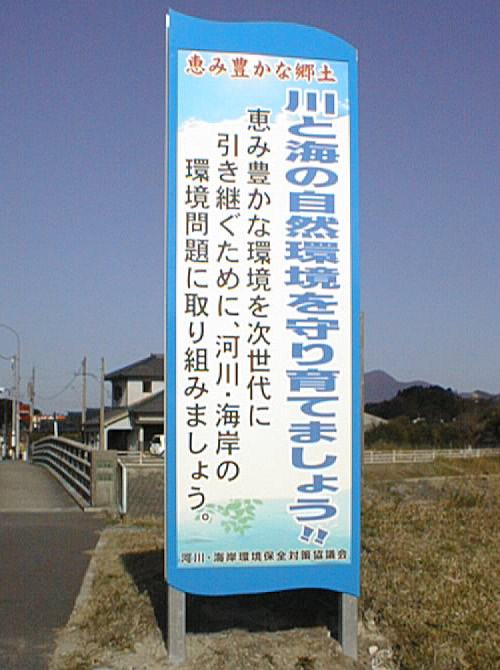 恵み豊かな郷土
川と海の自然環境を守り育てましょう!!
恵み豊かな環境を次世代に
引き継ぐために、河川・海岸の
環境問題に取り組みましょう。
河川・海岸環境保全対策協議会